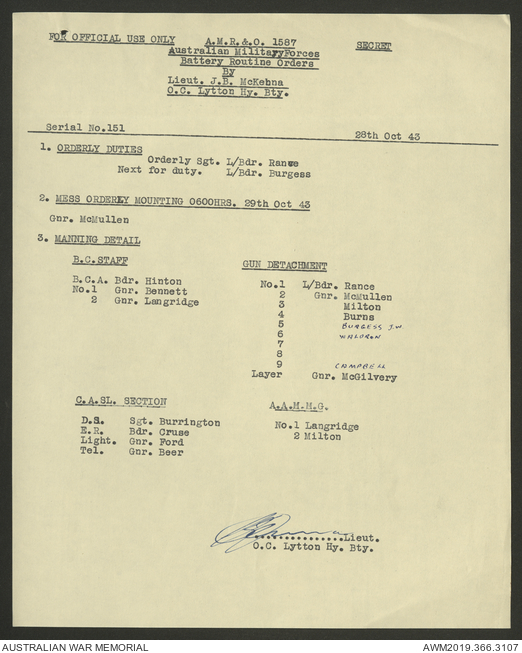 FOR OFFICIAL USE ONLY A.M.R.&.O. 1587 SECRET
Australian MilitayyForces
Battery Routine Orders
By
Lieut. J.B. McKebna
O.C. Lytton Hy. Bty.
Serial No.151 28th Oct 43
1. ORDERLY DUTIES
Orderly Sgt. L/Bdr. Rance
Next for duty. L/Bdr. Burgess
2. MESS ORDERLY MOUNTING 0600HRS. 29th Oct 43
Gnr. McMullen
3. MANNING DETAIL
B.C.STAFF
B.C.A. Bdr. Hinton
No.1 Gnr. Bennett
2 Gnr. Langridge
GUN DETACHMENT
No.1 L/Bdr. Rance
2 Gnr. McMullen
3 Milton
4 Burns
5 BURGESS J.W.
6 WALDRON
7
8
9 CAMPBELL
Layer Gnr. McGilvery
C.A.SL. SECTION
D.S. Sgt. Burrington
E.R. Bdr. Cruse
Light. Gnr. Ford
Tel. Gnr. Beer
A.A.M.M.G.
No.1 Langridge
2 Milton
..............Lieut.
O.C. Lytton Hy. Bty.
AUSTRALIAN WAR MEMORIAL AWM2019.366.3107